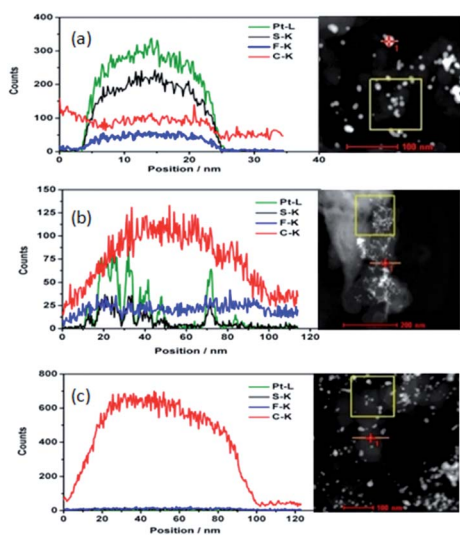 (a)
Pt-L
S-K
F-K
C-K
400
300
200
100
0
Counts
0 10 20 30 40
Position / nm
100 nm
(b)
Pt-L
S-K
F-K
C-K
150
125
100
75
50
25
0
Counts
0 20 40 60 80 100 120 140
Position / nm
200 nm
(c)
Pt-L
S-K
F-K
C-K
800
600
400
200
0
Counts
0 20 40 60 80 100 120
Position / nm
100 nm